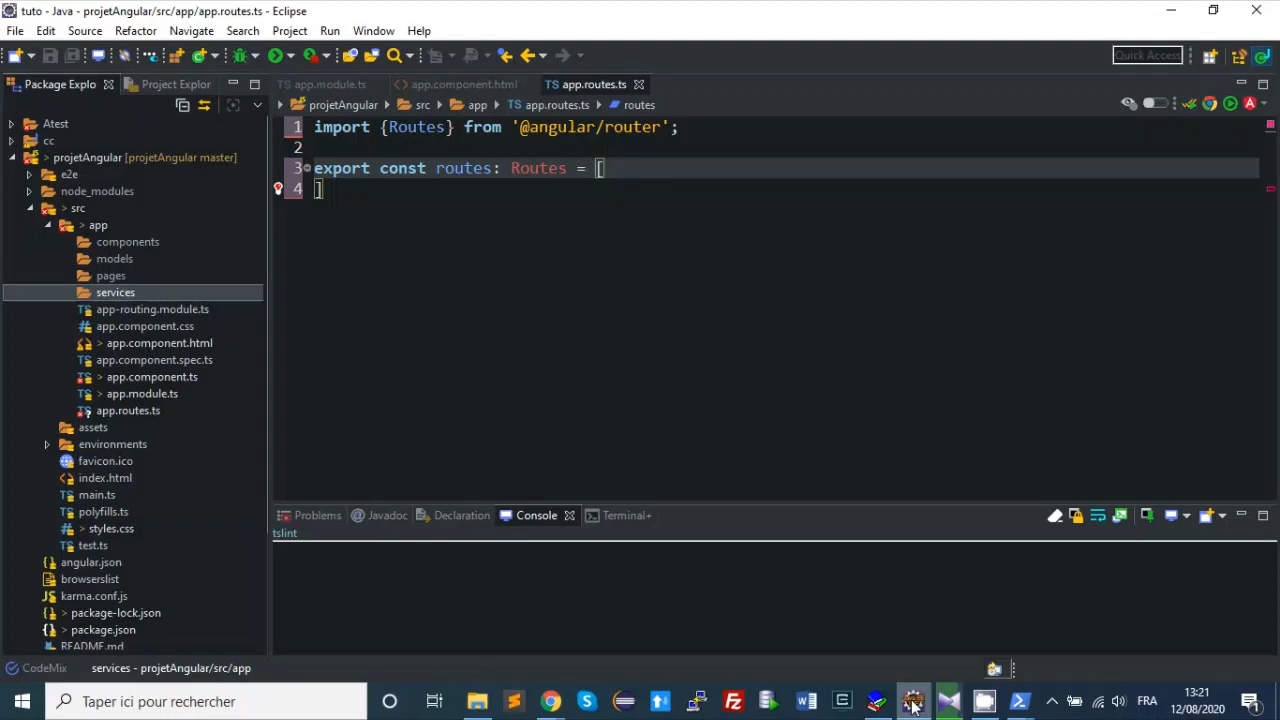 tuto - Java - projetAngular/src/app/app.routes.ts - Eclipse
File Edit Source Refactor Navigate Search Project Run Window Help
Quick Access
Package Explo Project Explor
app.module.ts app.component.html app.routes.ts
projetAngular src app app.routes.ts routes
Atest
cc
> projetAngular [projetAngular master]
e2e
node_modules
> src
> app
components
models
pages
services
app-routing.module.ts
app.component.css
> app.component.html
app.component.spec.ts
> app.component.ts
> app.module.ts
app.routes.ts
assets
environments
favicon.ico
index.html
main.ts
polyfills.ts
> styles.css
test.ts
angular.json
browserslist
karma.conf.js
> package-lock.json
> package.json
README.md
1 import {Routes} from '@angular/router';
2
3 export const routes: Routes = [
4 ]
Problems @ Javadoc Declaration Console Terminal+
tslint
CodeMix services - projetAngular/src/app
Taper ici pour rechercher
FRA
13:21
12/08/2020
1